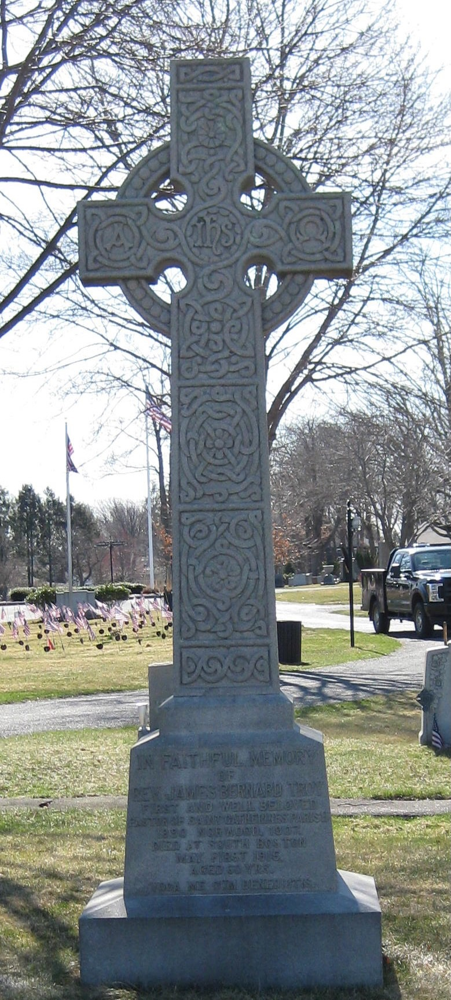 A IHS Ω
IN FAITHFUL MEMORY
OF
REV. JAMES BERNARD TROY
FIRST AND WELL BELOVED
PASTOR OF SAINT CATHERINE'S PARISH
1890 NORWOOD, 1907.
DIED AT SOUTH BOSTON
MAY FIRST 1915.
AGED 60 YRS.
VOCA ME CUM BENEDICTIS